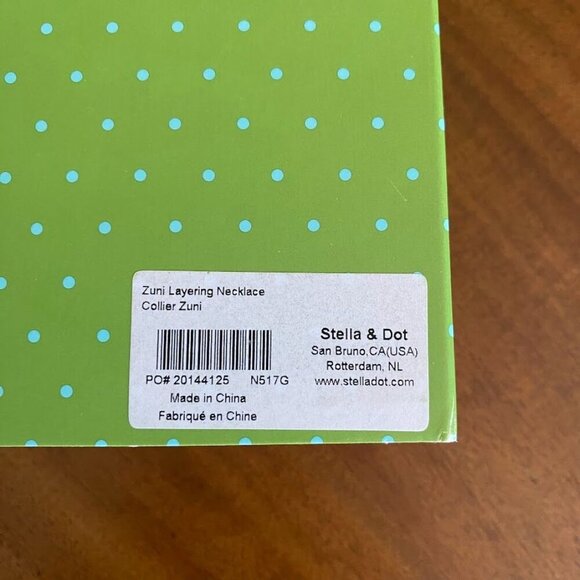 Zuni Layering Necklace
Collier Zuni
PO# 20144125 N517G
Made in China
Fabriqué en Chine
Stella & Dot
San Bruno,CA(USA)
Rotterdam, NL
www.stelladot.com